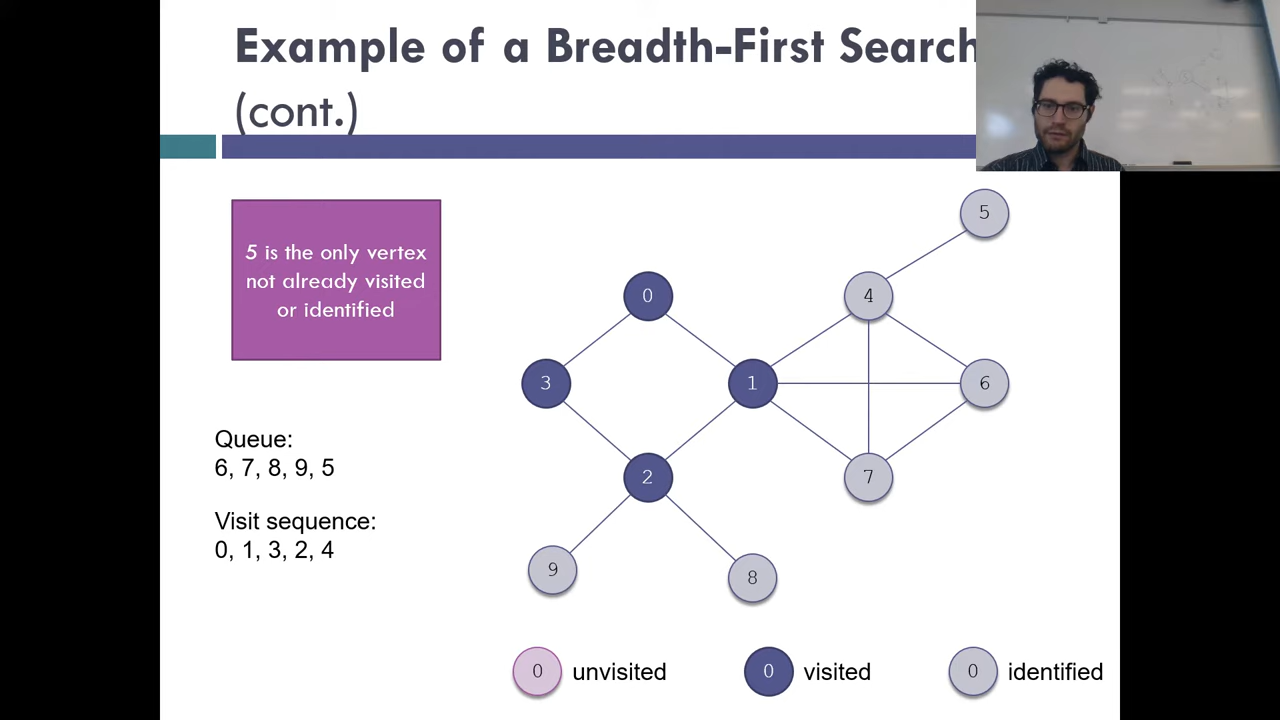 Example of a Breadth-First Search
(cont.)
5 is the only vertex
not already visited
or identified
Queue:
6, 7, 8, 9, 5
Visit sequence:
0, 1, 3, 2, 4
5
0
4
3
1
6
2
7
9
8
0 unvisited
0 visited
0 identified